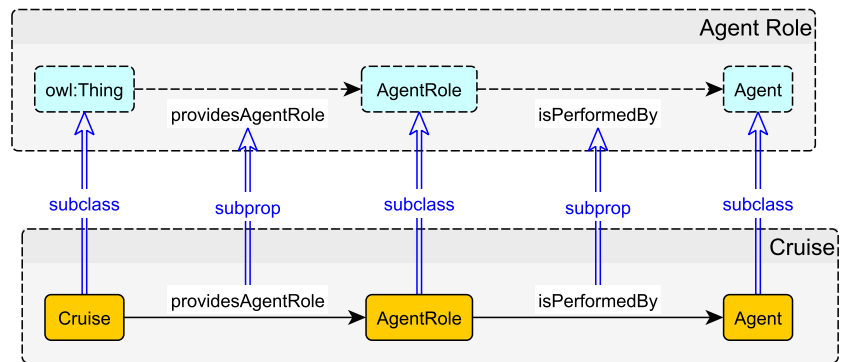 Agent Role
owl:Thing
AgentRole
Agent
providesAgentRole
isPerformedBy
subclass
subprop
subclass
subprop
subclass
Cruise
providesAgentRole
isPerformedBy
Cruise
AgentRole
Agent